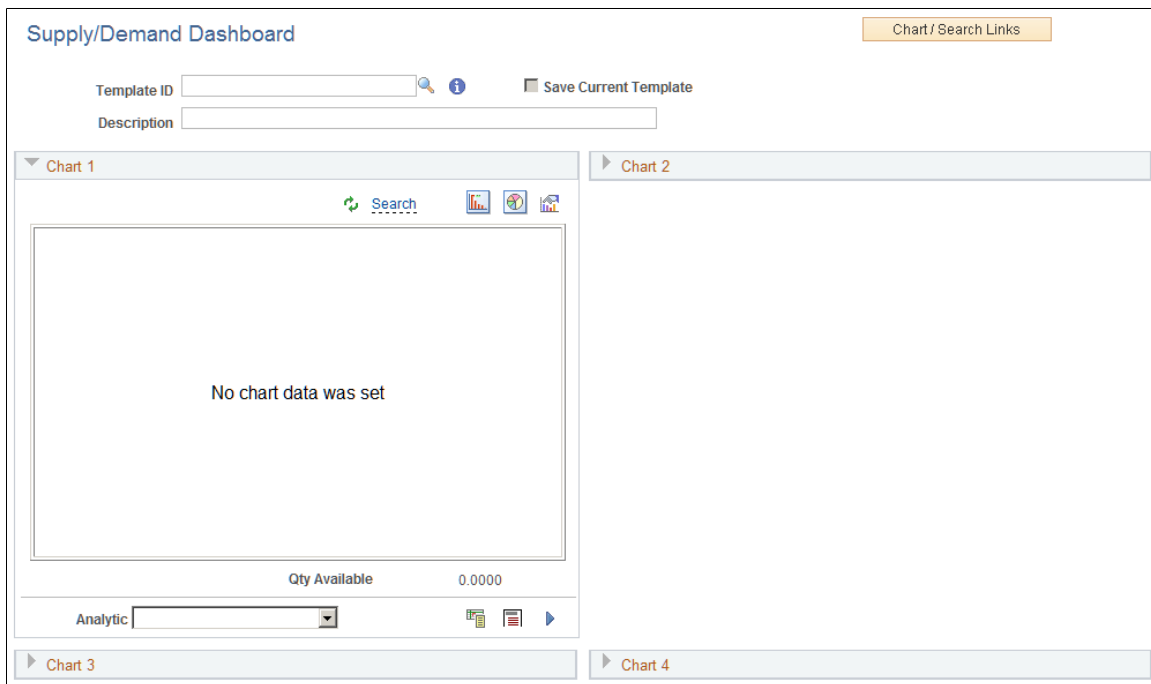 Supply/Demand Dashboard
Chart / Search Links
Template ID
Save Current Template
Description
Chart 1
Chart 2
Search
No chart data was set
Qty Available 0.0000
Analytic
Chart 3
Chart 4